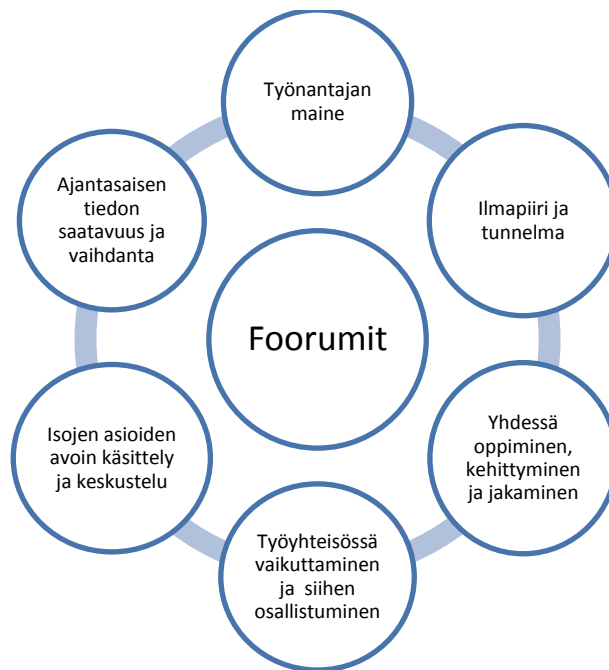 Työnantajan
maine
Ilmapiiri ja
tunnelma
Yhdessä
oppiminen,
kehittyminen
ja jakaminen
Työyhteisössä
vaikuttaminen
ja siihen
osallistuminen
Isojen asioiden
avoin käsittely
ja keskustelu
Ajantasaisen
tiedon
saatavuus ja
vaihdanta
Foorumit